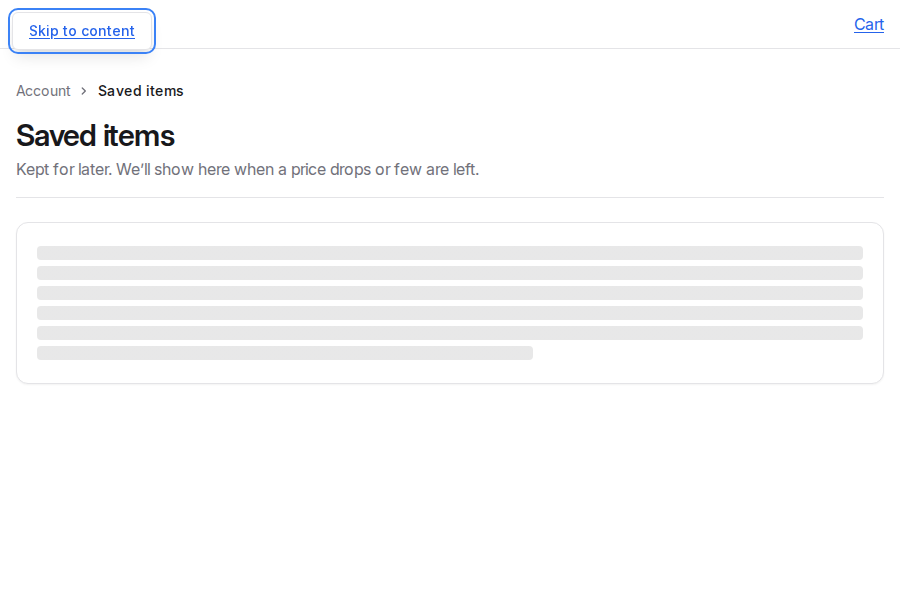 Skip to content
Cart
Account > Saved items
Saved items
Kept for later. We’ll show here when a price drops or few are left.